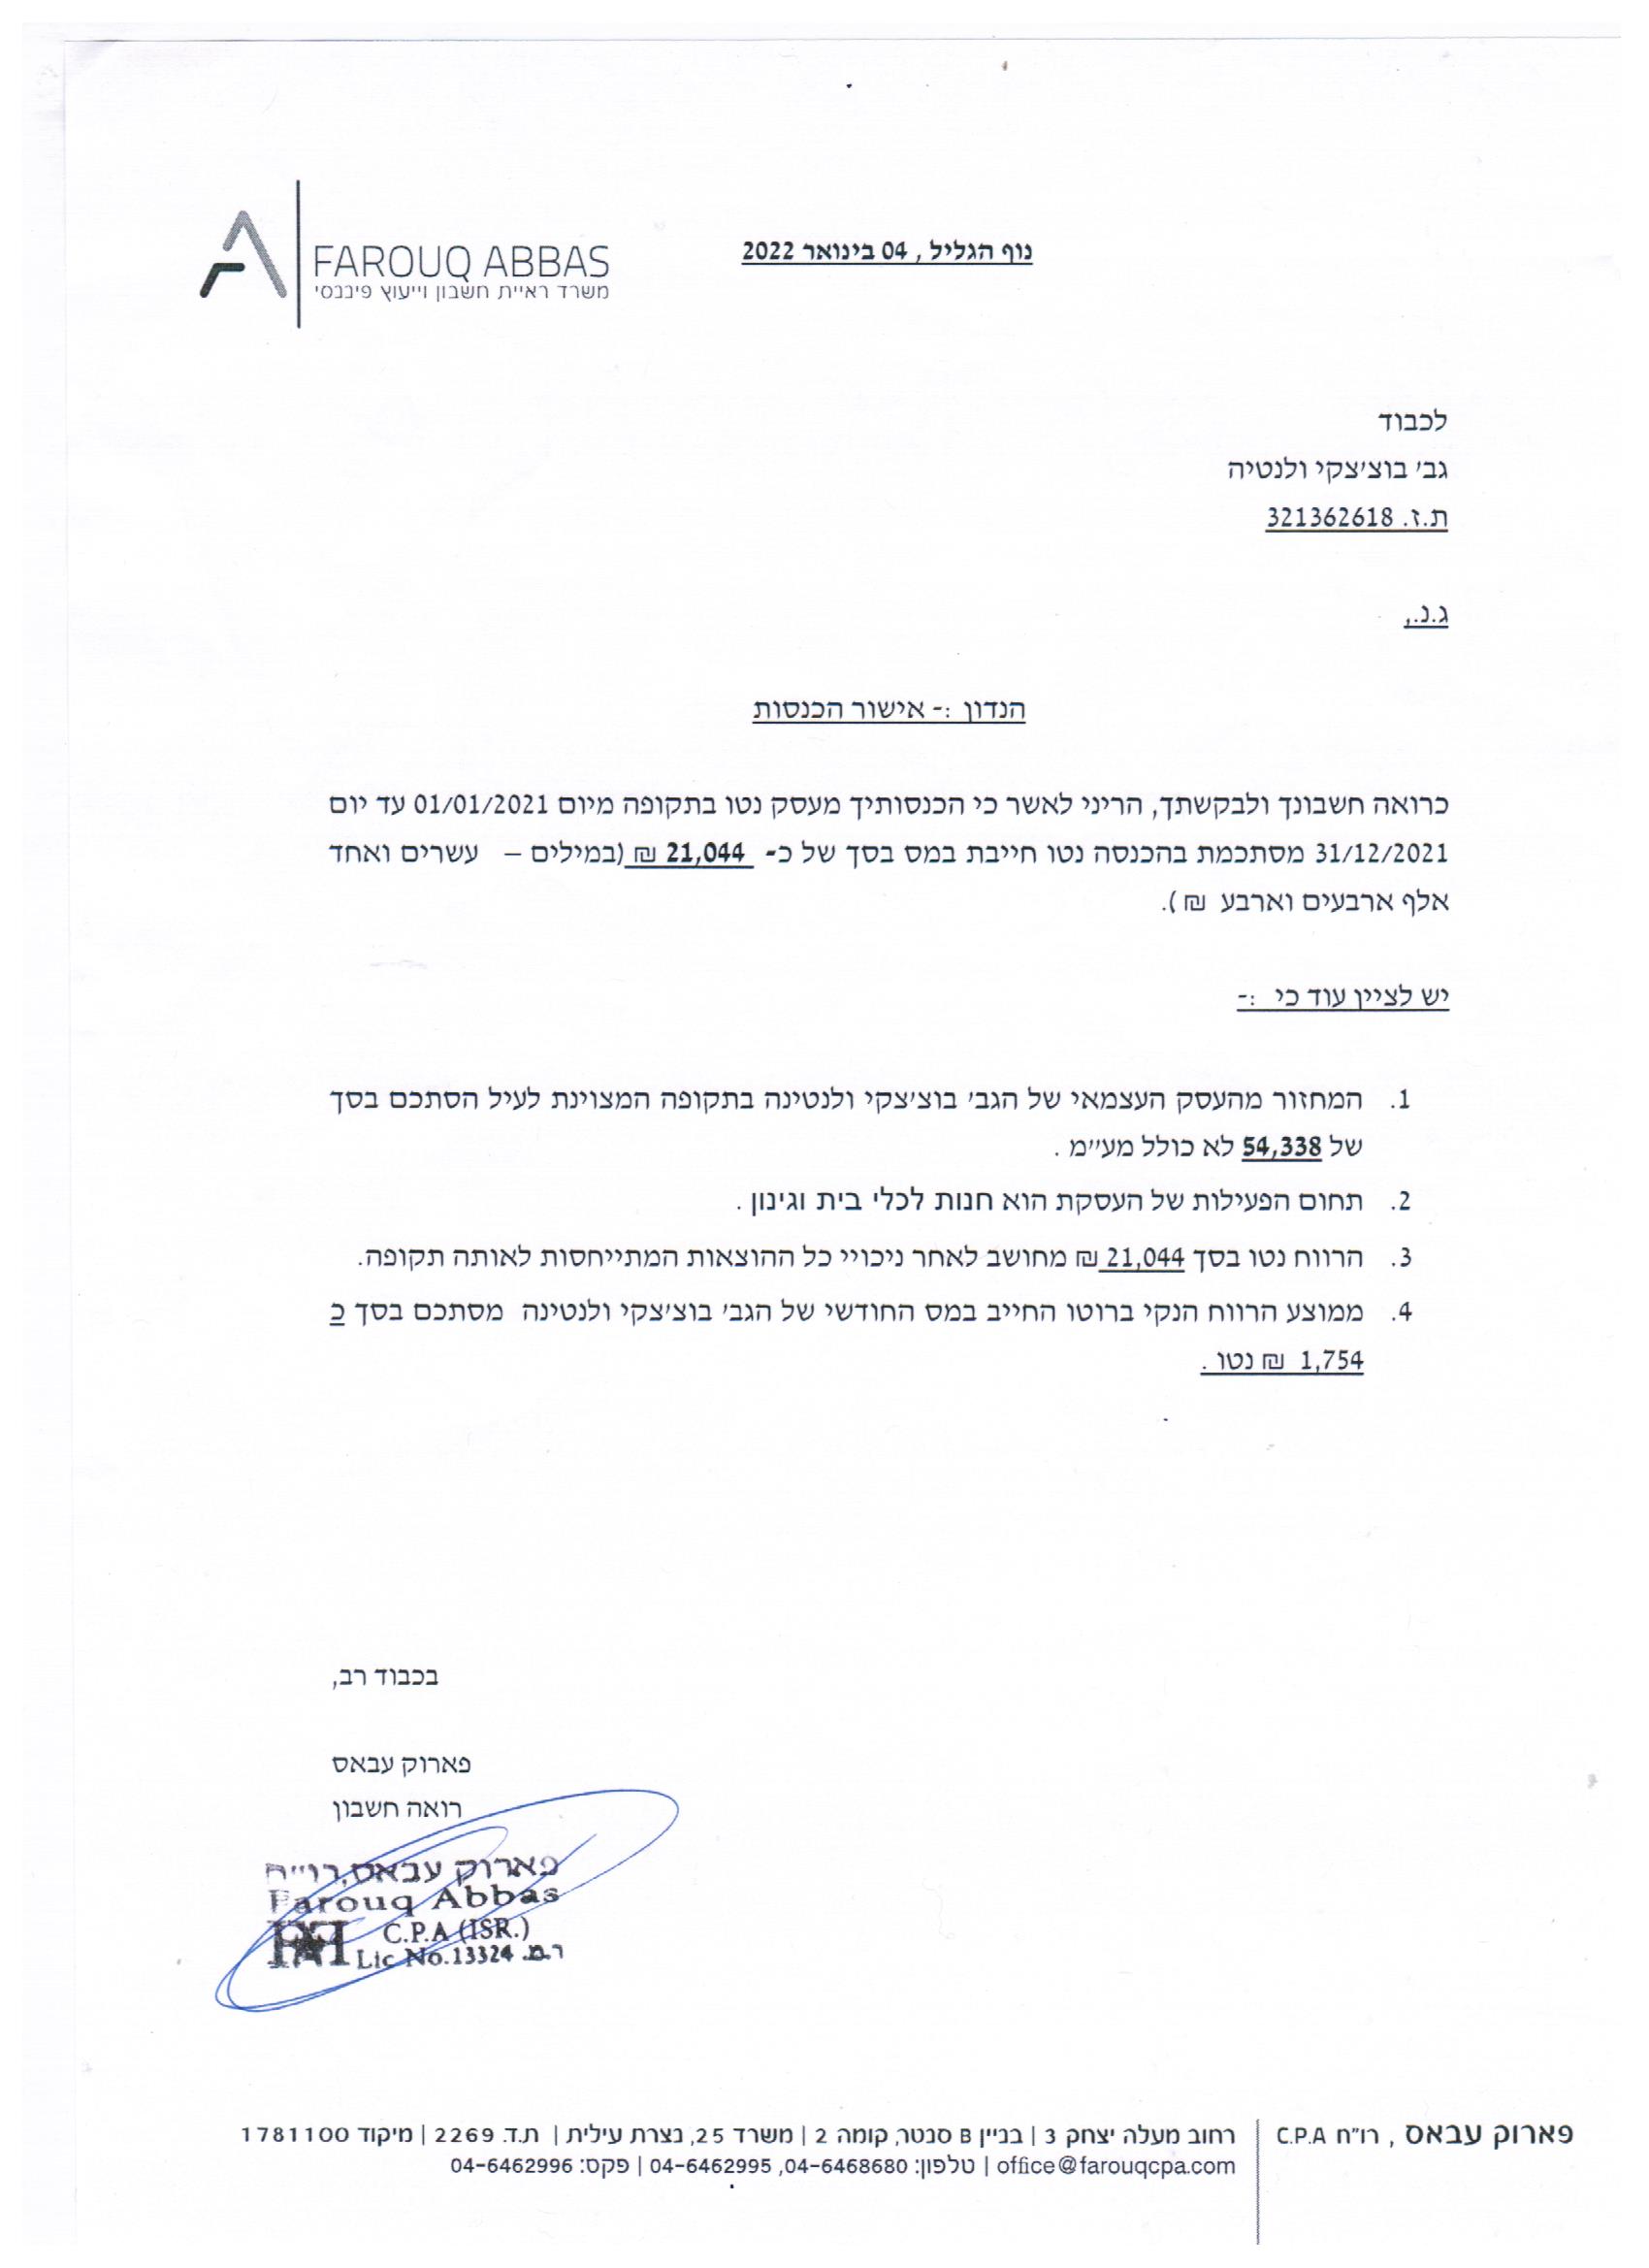 FAROUQ ABBAS
משרד ראיית חשבון וייעוץ פיננסי
נוף הגליל , 04 בינואר 2022
לכבוד
גב׳ בוצ׳צקי ולנטיה
ת.ז. 321362618
ג.נ.,
הנדון :- אישור הכנסות
כרואה חשבונך ולבקשתך, הריני לאשר כי הכנסותיך מעסק נטו בתקופה מיום 01/01/2021 עד יום
31/12/2021 מסתכמת בהכנסה נטו חייבת במס בסך של כ- 21,044 ₪ (במילים – עשרים ואחד
אלף ארבעים וארבע ₪ ).
יש לציין עוד כי :-
1. המחזור מהעסק העצמאי של הגב׳ בוצ׳צקי ולנטינה בתקופה המצוינת לעיל הסתכם בסך
של 54,338 לא כולל מע״מ .
2. תחום הפעילות של העסקת הוא חנות לכלי בית וגינון .
3. הרווח נטו בסך 21,044 ₪ מחושב לאחר ניכויי כל ההוצאות המתייחסות לאותה תקופה.
4. ממוצע הרווח הנקי ברוטו החייב במס החודשי של הגב׳ בוצ׳צקי ולנטינה מסתכם בסך כ
1,754 ₪ נטו .
בכבוד רב,
פארוק עבאס
רואה חשבון
פארוק עבאס,רו״ח
Farouq Abbas
C.P.A (ISR.)
Lic No.13324 ר.מ.
פארוק עבאס , רו״ח C.P.A
רחוב מעלה יצחק 3 | בניין B סנטר, קומה 2 | משרד 25, נצרת עילית | ת.ד. 2269 | מיקוד 1781100
office@farouqcpa.com | טלפון: 04-6468680, 04-6462995 | פקס: 04-6462996